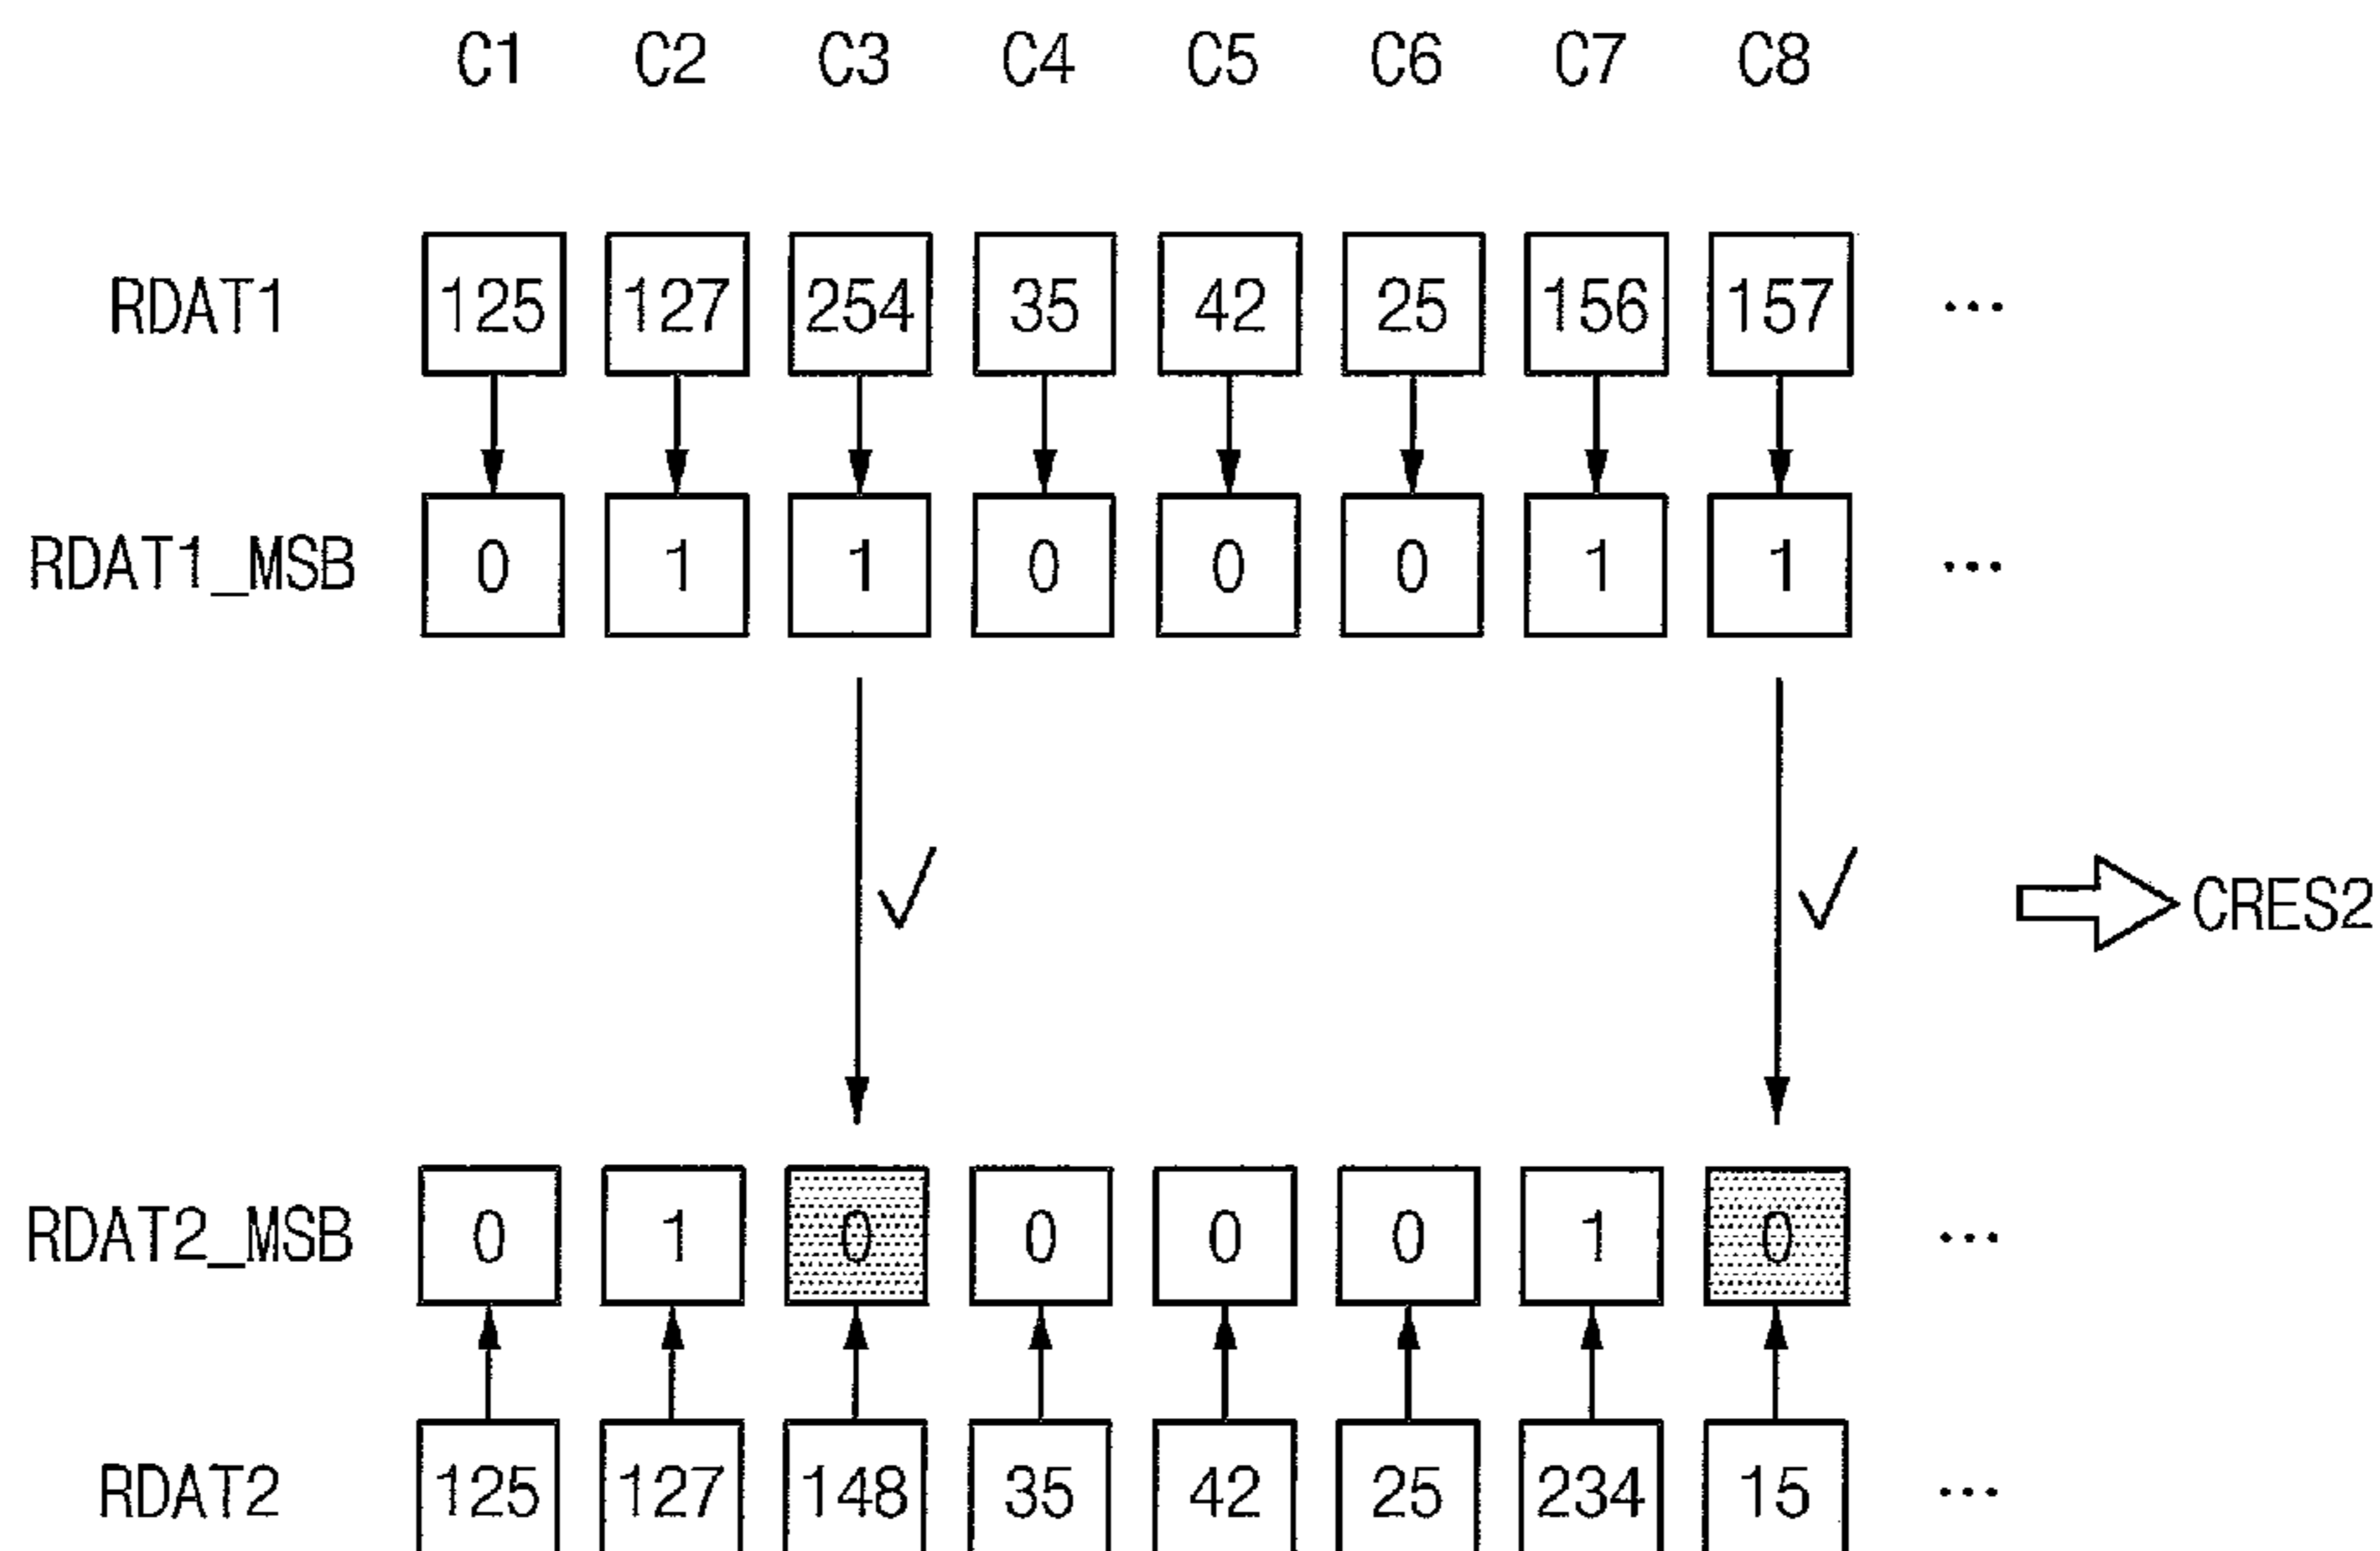 C1 C2 C3 C4 C5 C6 C7 C8
RDAT1 125 127 254 35 42 25 156 157 ...
RDAT1_MSB 0 1 1 0 0 0 1 1 ...
CRES2
RDAT2_MSB 0 1 0 0 0 0 1 0 ...
RDAT2 125 127 148 35 42 25 234 15 ...